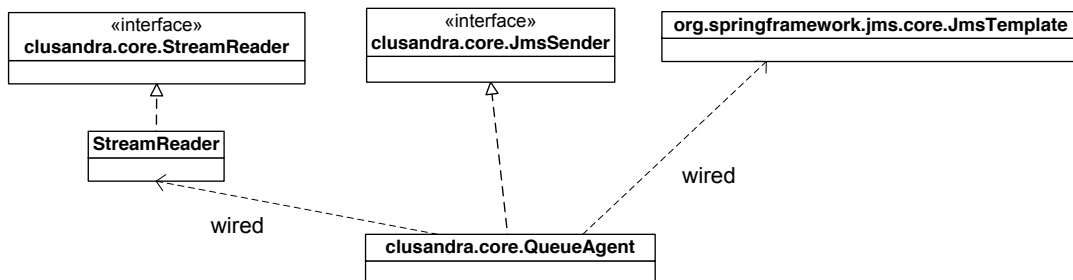 «interface»
clusandra.core.StreamReader
«interface»
clusandra.core.JmsSender
org.springframework.jms.core.JmsTemplate
StreamReader
wired
wired
clusandra.core.QueueAgent